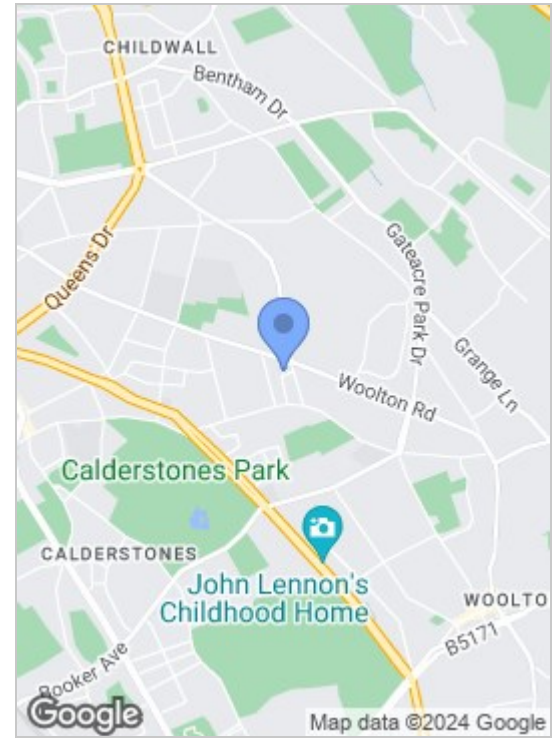 CHILDWALL
Bentham Dr
Queens Dr
Gateacre Park Dr
Grange Ln
Woolton Rd
Calderstones Park
CALDERSTONES
John Lennon's
Childhood Home
WOOLTO
B5171
Booker Ave
Google
Map data ©2024 Google